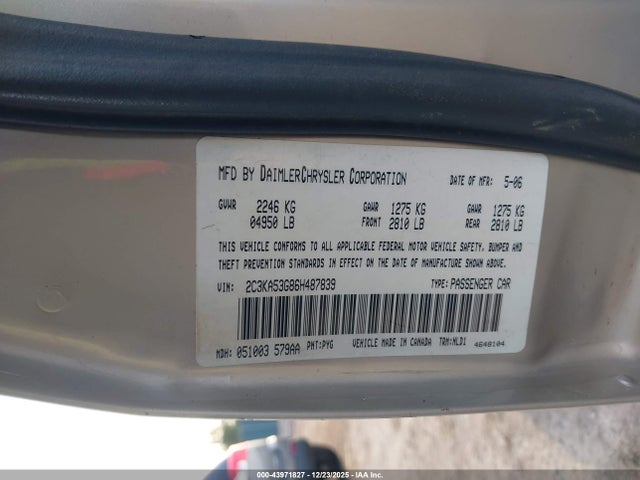 MFD BY DAIMLERCHRYSLER CORPORATION DATE OF MFR: 5-06
GVWR 2246 KG GAWR 1275 KG GAWR 1275 KG
04950 LB FRONT 2810 LB REAR 2810 LB
THIS VEHICLE CONFORMS TO ALL APPLICABLE FEDERAL MOTOR VEHICLE SAFETY, BUMPER AND
THEFT PREVENTION STANDARDS IN EFFECT ON THE DATE OF MANUFACTURE SHOWN ABOVE.
VIN: 2C3KA53G86H487839 TYPE: PASSENGER CAR
MDH: 051003 579AA PNT: PYG VEHICLE MADE IN CANADA TRM: NLD1 4648104
000-43971827 - 12/23/2025 - IAA Inc.